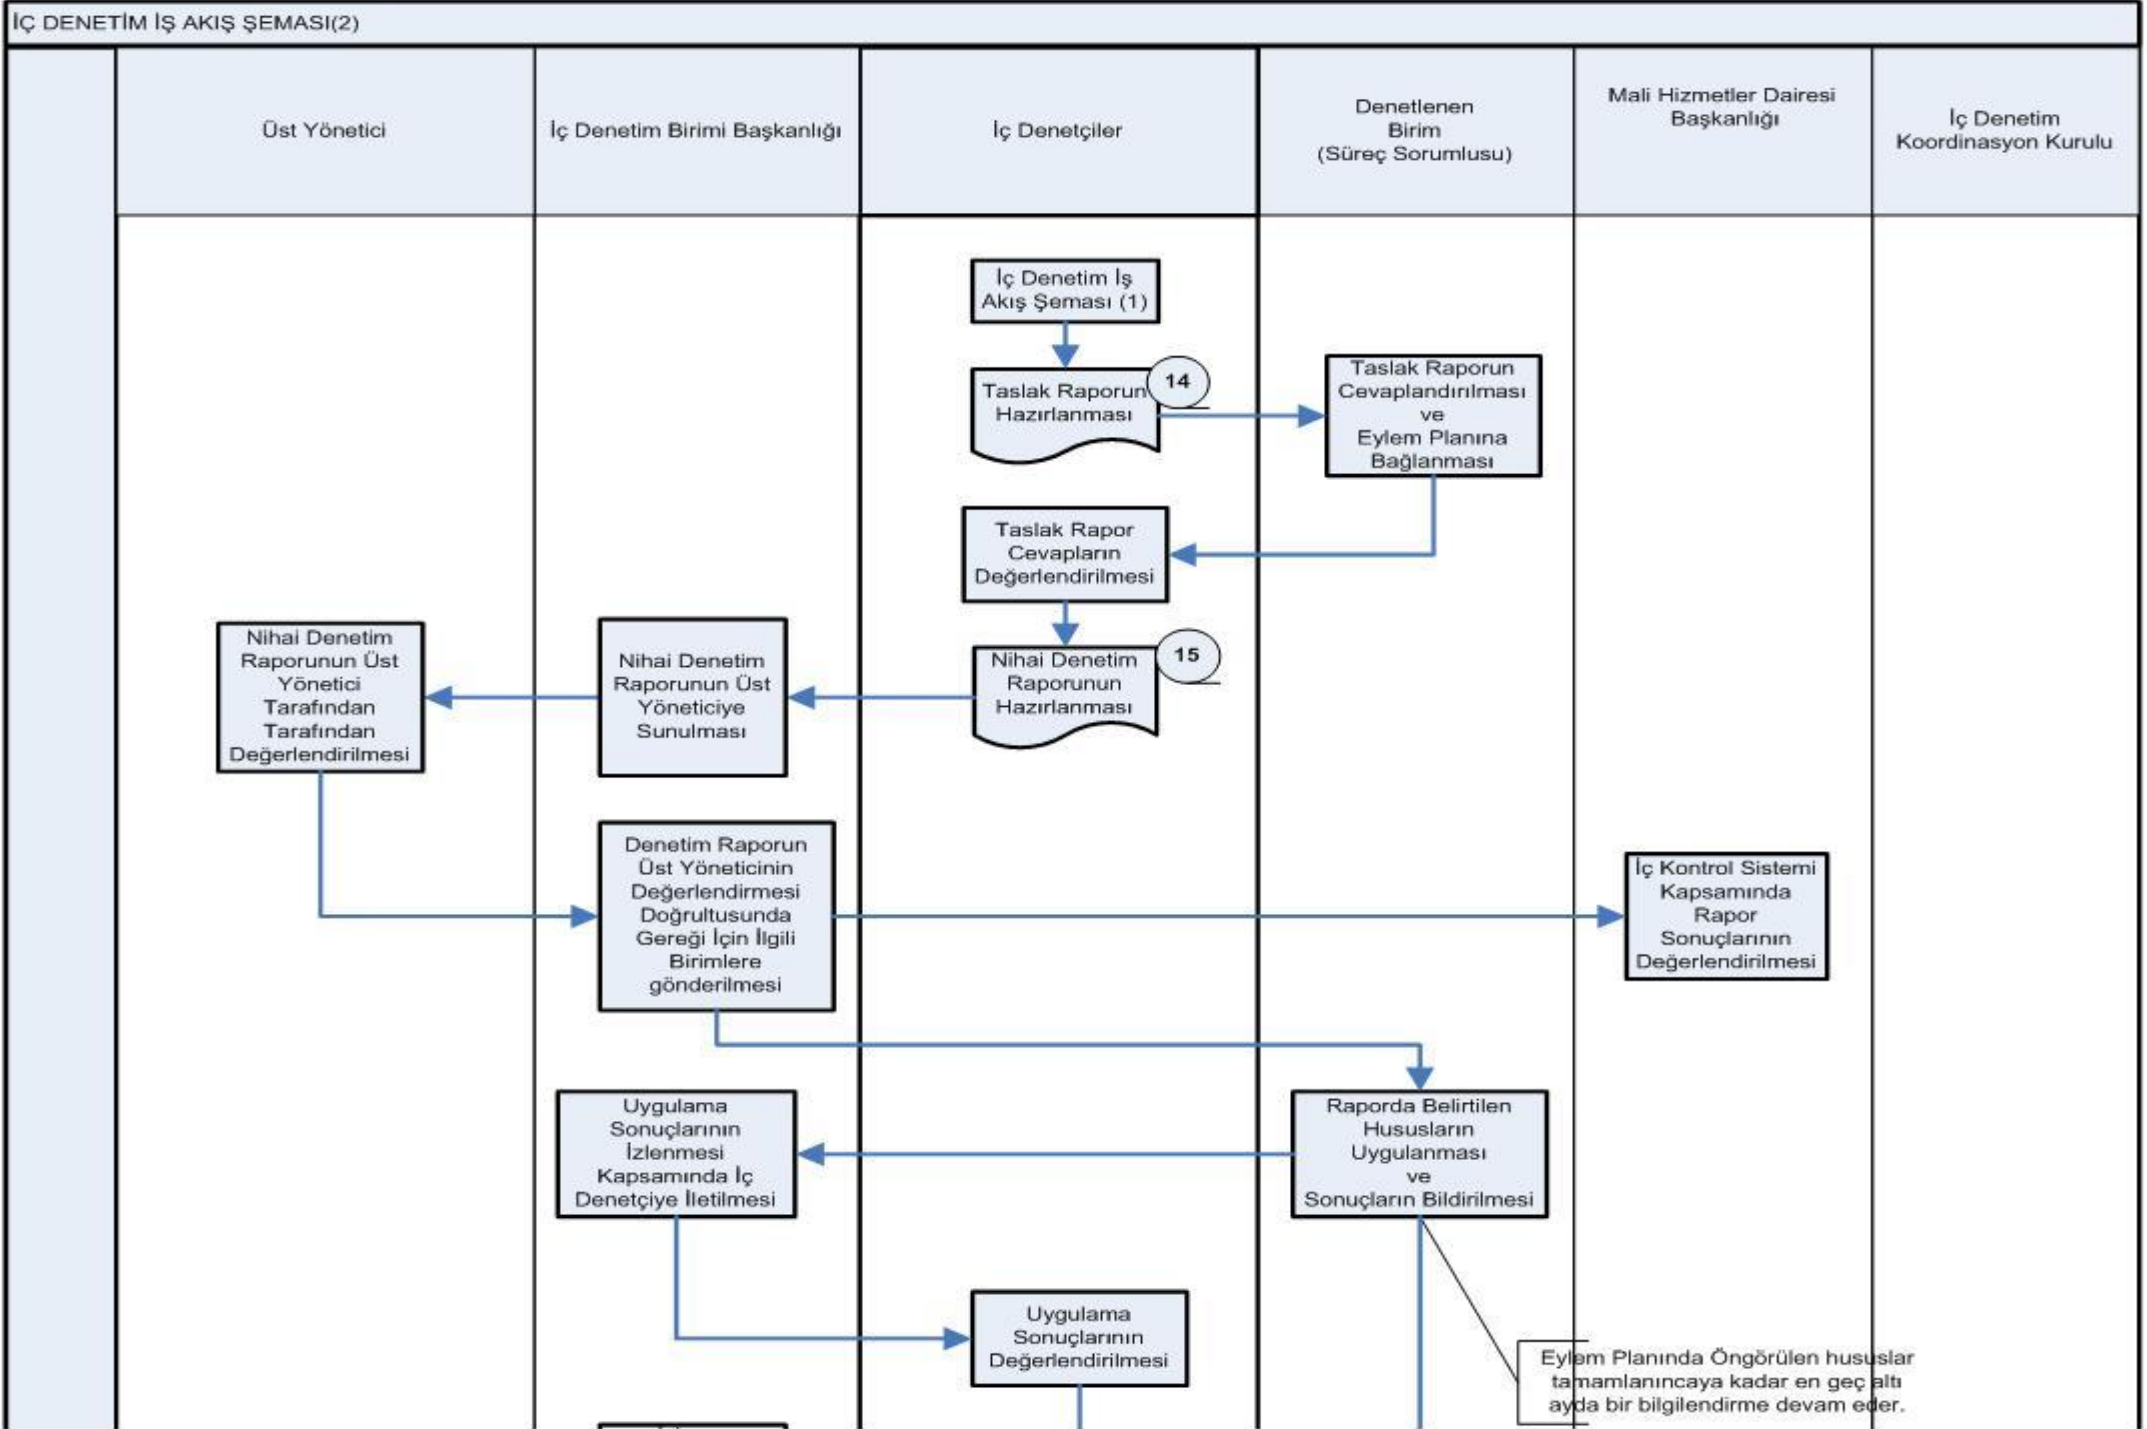 İÇ DENETİM İŞ AKIŞ ŞEMASI(2)
Üst Yönetici
İç Denetim Birimi Başkanlığı
İç Denetçiler
Denetlenen
Birim
(Süreç Sorumlusu)
Mali Hizmetler Dairesi
Başkanlığı
İç Denetim
Koordinasyon Kurulu
İç Denetim İş
Akış Şeması (1)
Taslak Raporun
Hazırlanması
14
Taslak Raporun
Cevaplandırılması
ve
Eylem Planına
Bağlanması
Taslak Rapor
Cevapların
Değerlendirilmesi
Nihai Denetim
Raporunun
Hazırlanması
15
Nihai Denetim
Raporunun Üst
Yöneticiye
Sunulması
Nihai Denetim
Raporunun Üst
Yönetici
Tarafından
Tarafından
Değerlendirilmesi
Denetim Raporun
Üst Yöneticinin
Değerlendirmesi
Doğrultusunda
Gereği İçin İlgili
Birimlere
gönderilmesi
İç Kontrol Sistemi
Kapsamında
Rapor
Sonuçlarının
Değerlendirilmesi
Raporda Belirtilen
Hususların
Uygulanması
ve
Sonuçların Bildirilmesi
Uygulama
Sonuçlarının
İzlenmesi
Kapsamında İç
Denetçiye İletilmesi
Uygulama
Sonuçlarının
Değerlendirilmesi
Eylem Planında Öngörülen hususlar
tamamlanıncaya kadar en geç altı
ayda bir bilgilendirme devam eder.